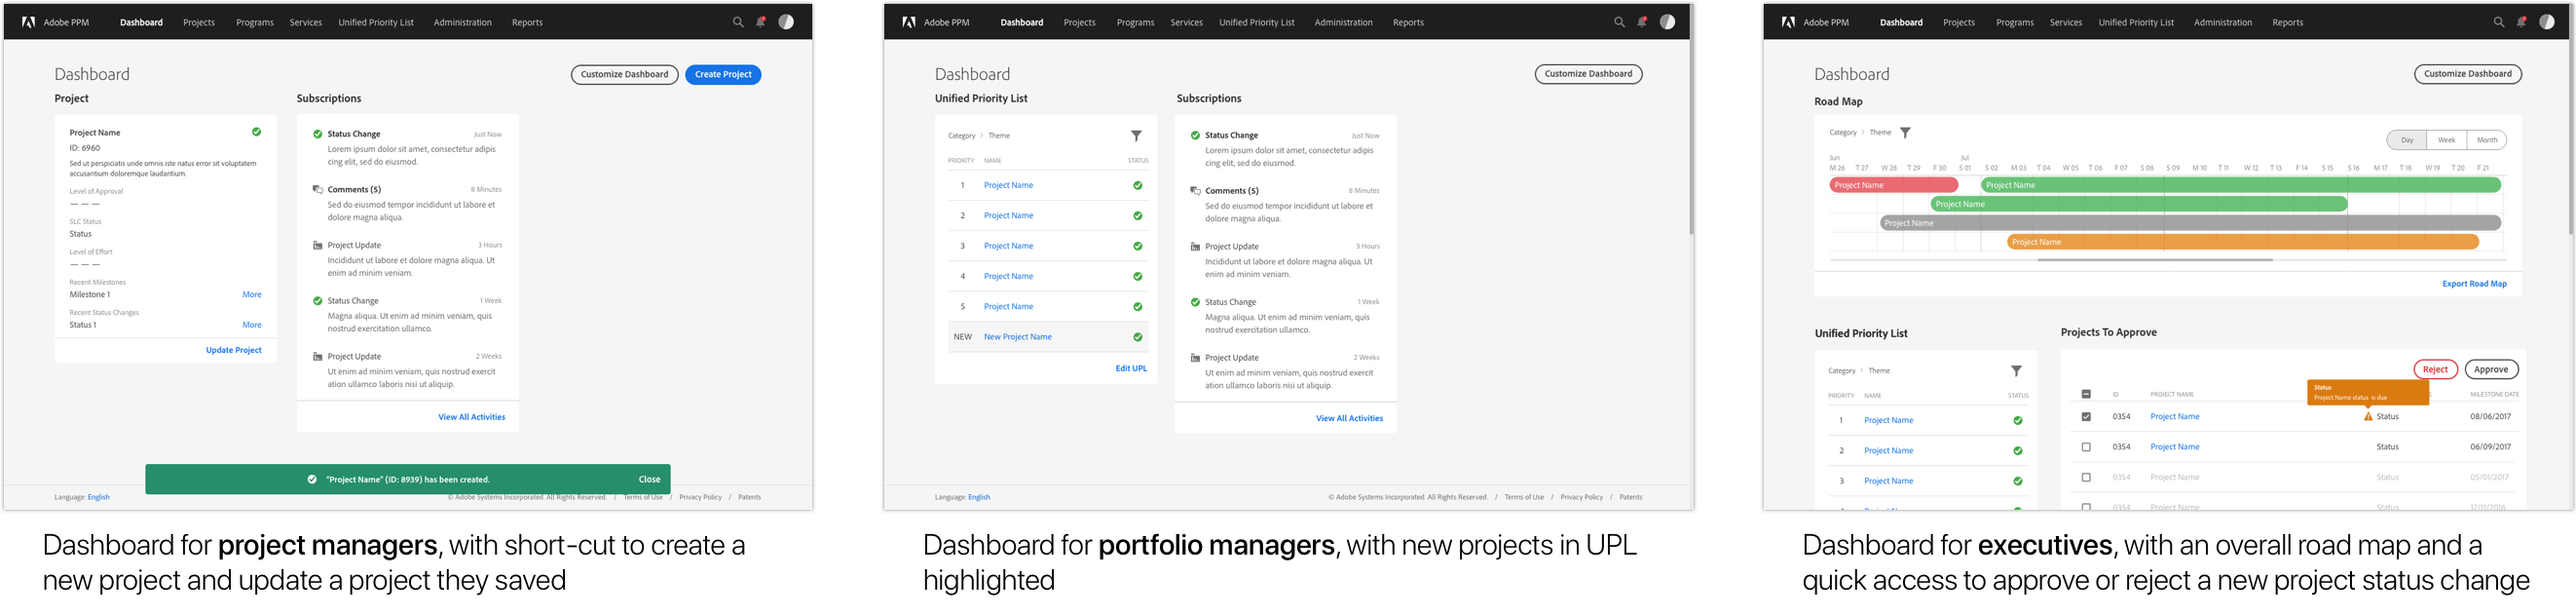 Adobe PPM Dashboard Projects Programs Services Unified Priority List Administration Reports
Dashboard
Customize Dashboard Create Project
Project
Project Name
ID: 6960
Sed ut perspiciatis unde omnis iste natus error sit voluptatem
accusantium doloremque laudantium.
Level of Approval
— — —
SLC Status
Status
Level of Effort
— — —
Recent Milestones
Milestone 1 More
Recent Status Changes
Status 1 More
Update Project
Subscriptions
Status Change Just Now
Lorem ipsum dolor sit amet, consectetur adipis
cing elit, sed do eiusmod.
Comments (5) 8 Minutes
Sed do eiusmod tempor incididunt ut labore et
dolore magna aliqua.
Project Update 3 Hours
Incididunt ut labore et dolore magna aliqua. Ut
enim ad minim veniam.
Status Change 1 Week
Magna aliqua. Ut enim ad minim veniam, quis
nostrud exercitation ullamco.
Project Update 2 Weeks
Ut enim ad minim veniam, quis nostrud exercit
ation ullamco laboris nisi ut aliquip.
View All Activities
"Project Name" (ID: 8939) has been created. Close
Language: English © Adobe Systems Incorporated. All Rights Reserved / Terms of Use / Privacy Policy / Patents
Dashboard for project managers, with short-cut to create a
new project and update a project they saved
Adobe PPM Dashboard Projects Programs Services Unified Priority List Administration Reports
Dashboard
Customize Dashboard
Unified Priority List
Category > Theme
PRIORITY NAME STATUS
1 Project Name
2 Project Name
3 Project Name
4 Project Name
5 Project Name
NEW New Project Name
Edit UPL
Subscriptions
Status Change Just Now
Lorem ipsum dolor sit amet, consectetur adipis
cing elit, sed do eiusmod.
Comments (5) 8 Minutes
Sed do eiusmod tempor incididunt ut labore et
dolore magna aliqua.
Project Update 3 Hours
Incididunt ut labore et dolore magna aliqua. Ut
enim ad minim veniam.
Status Change 1 Week
Magna aliqua. Ut enim ad minim veniam, quis
nostrud exercitation ullamco.
Project Update 2 Weeks
Ut enim ad minim veniam, quis nostrud exercit
ation ullamco laboris nisi ut aliquip.
View All Activities
Language: English © Adobe Systems Incorporated. All Rights Reserved. / Terms of Use / Privacy Policy / Patents
Dashboard for portfolio managers, with new projects in UPL
highlighted
Adobe PPM Dashboard Projects Programs Services Unified Priority List Administration Reports
Dashboard
Customize Dashboard
Road Map
Category > Theme
Day Week Month
Jun Jul
M 26 T 27 W 28 T 29 F 30 S 01 S 02 M 03 T 04 W 05 T 06 F 07 S 08 S 09 M 10 T 11 W 12 T 13 F 14 S 15 S 16 M 17 T 18 W 19 T 20 F 21
Project Name Project Name
Project Name
Project Name
Project Name
Export Road Map
Unified Priority List
Category > Theme
PRIORITY NAME STATUS
1 Project Name
2 Project Name
3 Project Name
Projects To Approve
Reject Approve
Status
Project Name status is due
ID PROJECT NAME MILESTONE DATE
0354 Project Name Status 08/06/2017
0354 Project Name Status 06/09/2017
0354 Project Name Status 05/01/2017
0354 Project Name Status 12/11/2016
Dashboard for executives, with an overall road map and a
quick access to approve or reject a new project status change